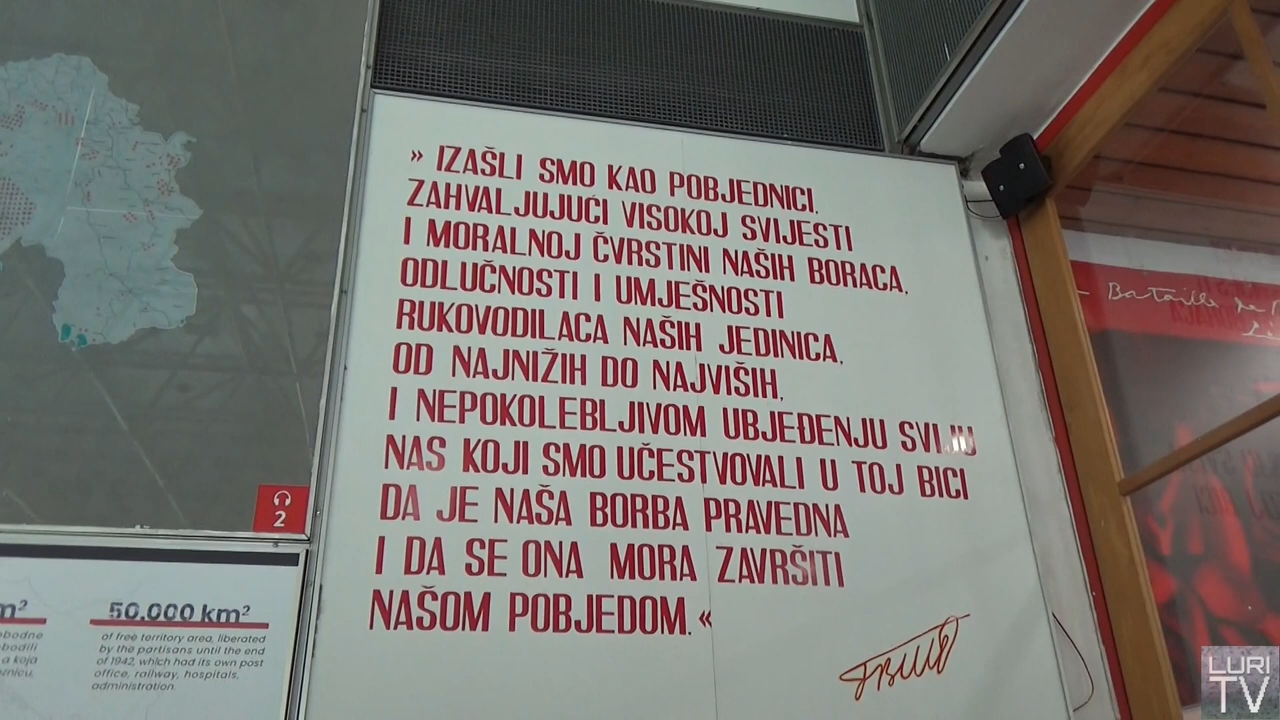 » IZAŠLI SMO KAO POBJEDNICI.
ZAHVALJUJUĆI VISOKOJ SVIJESTI
I MORALNOJ ČVRSTINI NAŠIH BORACA,
ODLUČNOSTI I UMJEŠNOSTI
RUKOVODILACA NAŠIH JEDINICA,
OD NAJNIŽIH DO NAJVIŠIH,
I NEPOKOLEBLJIVOM UBJEĐENJU SVIJU
NAS KOJI SMO UČESTVOVALI U TOJ BICI
DA JE NAŠA BORBA PRAVEDNA
I DA SE ONA MORA ZAVRŠITI
NAŠOM POBJEDOM.«
2
50.000 km²
of free territory area, liberated
by the partisans until the end
of 1942, which had its own post
office, railway, hospitals,
administration.
Bataille
LURI
TV